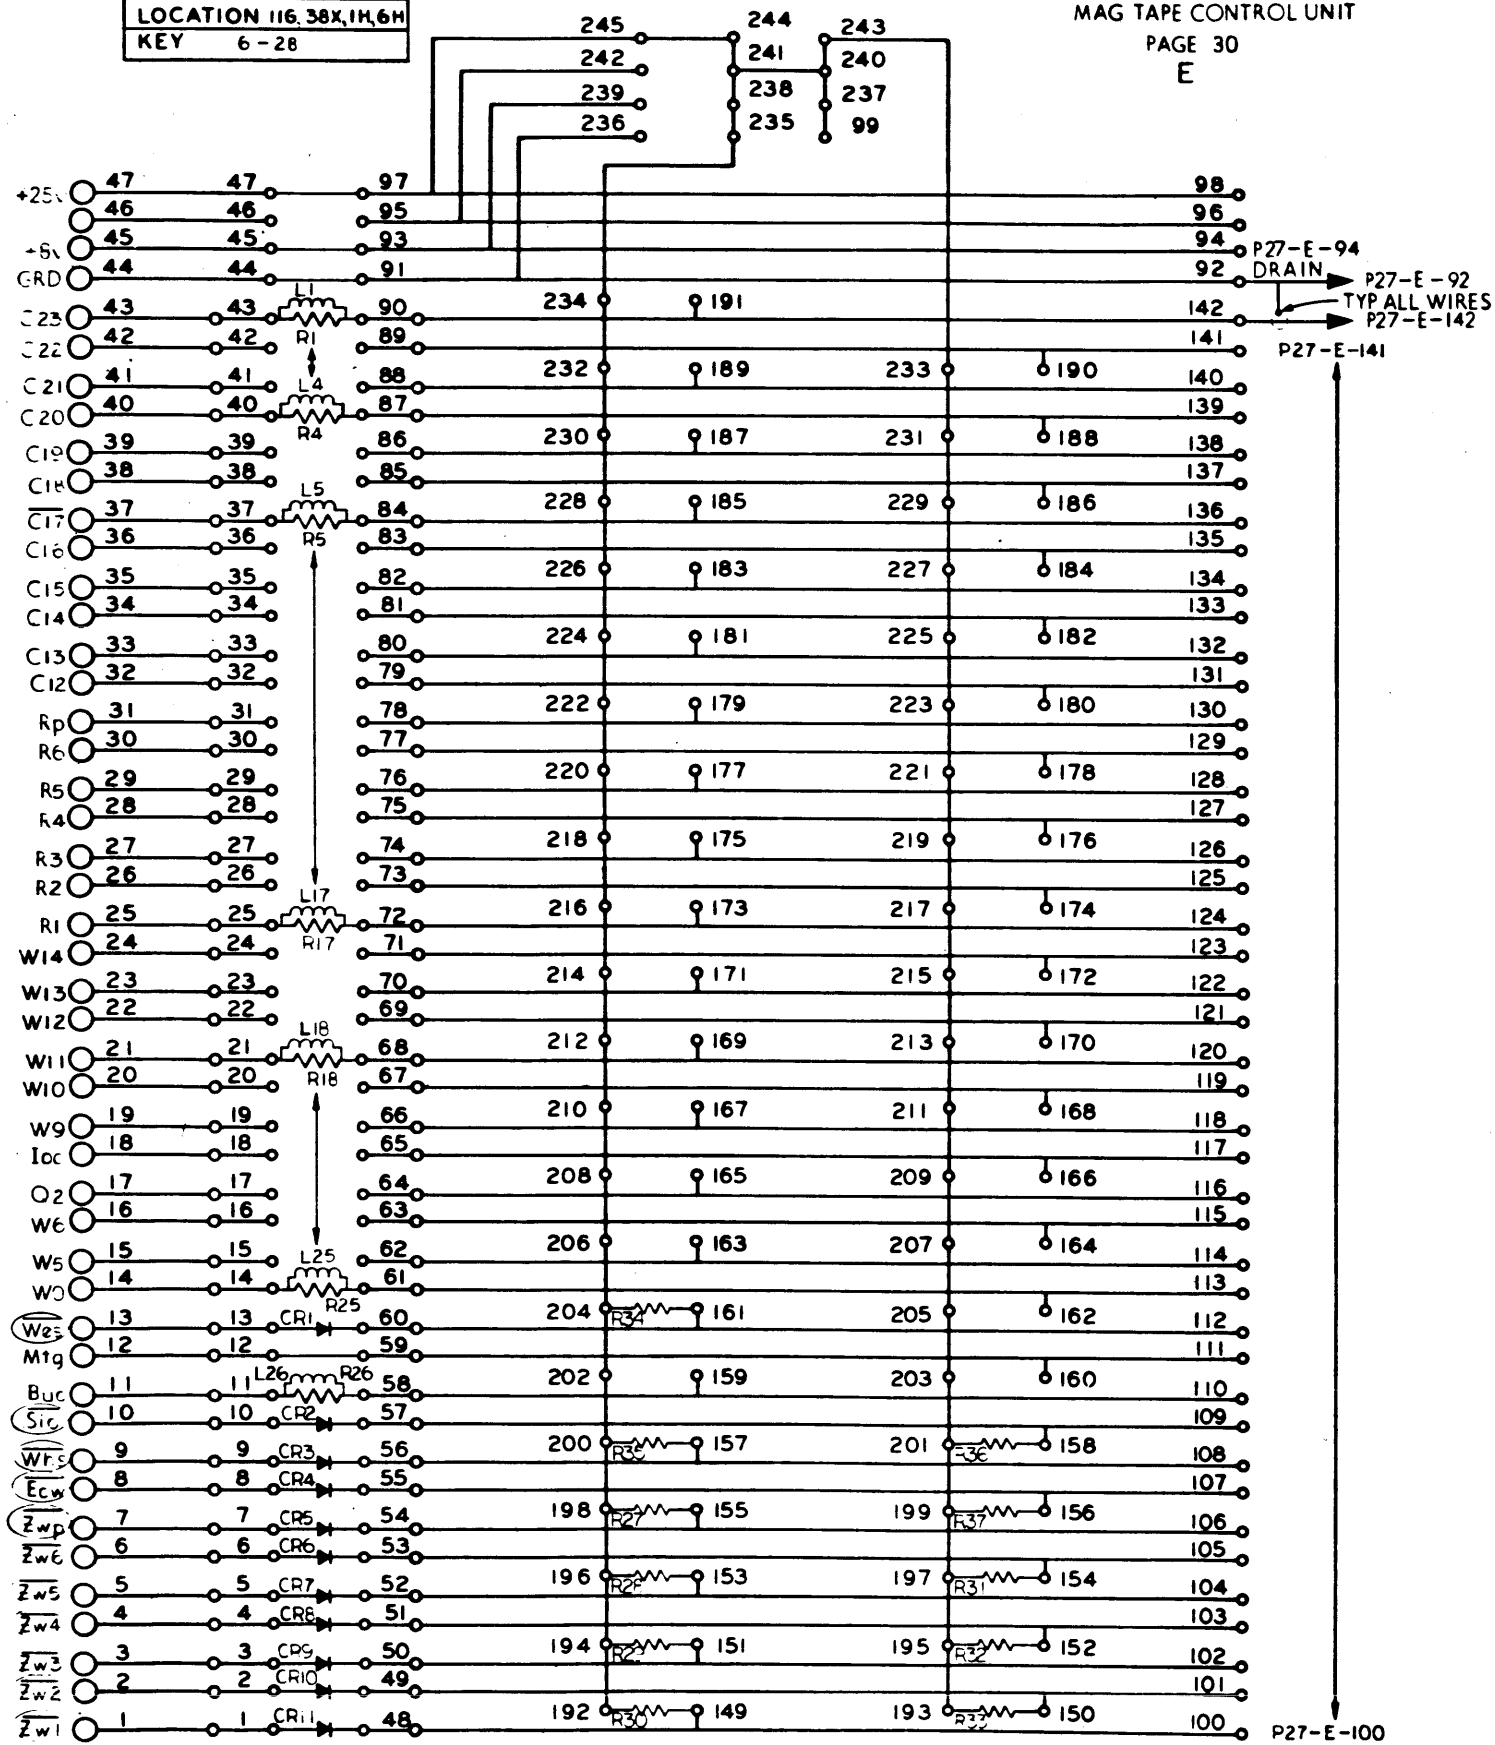 LOCATION 116, 38X, 1H, 6H
KEY 6-28
MAG TAPE CONTROL UNIT
PAGE 30
E
245 244 243
242 241 240
239 238 237
236 235 99
47 47 97 98
46 46 95 96
45 45 93 94 P27-E-94
GRD 44 44 91 92 DRAIN P27-E-92
TYP ALL WIRES
L1
43 43 90 234 191 142 P27-E-142
R1
42 42 89 141 P27-E-141
232 189 233 190
C21 41 41 88 140
L4
C20 40 40 87 139
R4
230 187 231 188
39 39 86 138
38 38 85 137
L5
228 185 229 186
C17 37 37 84 136
R5
C16 36 36 83 135
226 183 227 184
C15 35 35 82 134
C14 34 34 81 133
224 181 225 182
C13 33 33 80 132
C12 32 32 79 131
222 179 223 180
Rp 31 31 78 130
R6 30 30 77 129
220 177 221 178
R5 29 29 76 128
R4 28 28 75 127
218 175 219 176
R3 27 27 74 126
R2 26 26 73 125
L17
216 173 217 174
R1 25 25 72 124
R17
W14 24 24 71 123
214 171 215 172
W13 23 23 70 122
W12 22 22 69 121
L18
212 169 213 170
W11 21 21 68 120
R18
W10 20 20 67 119
210 167 211 168
W9 19 19 66 118
Ioc 18 18 65 117
208 165 209 166
Q2 17 17 64 116
W6 16 16 63 115
206 163 207 164
W5 15 15 62 114
L25
14 14 61 113
R25
204 R34 161 205 162
13 13 CR1 60 112
Mtg 12 12 59 111
L26 R26
202 159 203 160
Buc 11 11 58 110
Sic 10 10 CR2 57 109
200 R35 157 201 R36 158
9 9 CR3 56 108
Ecw 8 8 CR4 55 107
198 R27 155 199 R37 156
Zwp 7 7 CR5 54 106
Zw6 6 6 CR6 53 105
196 R28 153 197 R31 154
Zw5 5 5 CR7 52 104
Zw4 4 4 CR8 51 103
194 R29 151 195 R32 152
Zw3 3 3 CR9 50 102
Zw2 2 2 CR10 49 101
192 R30 149 193 R33 150
Zw1 1 1 CR11 48 100 P27-E-100